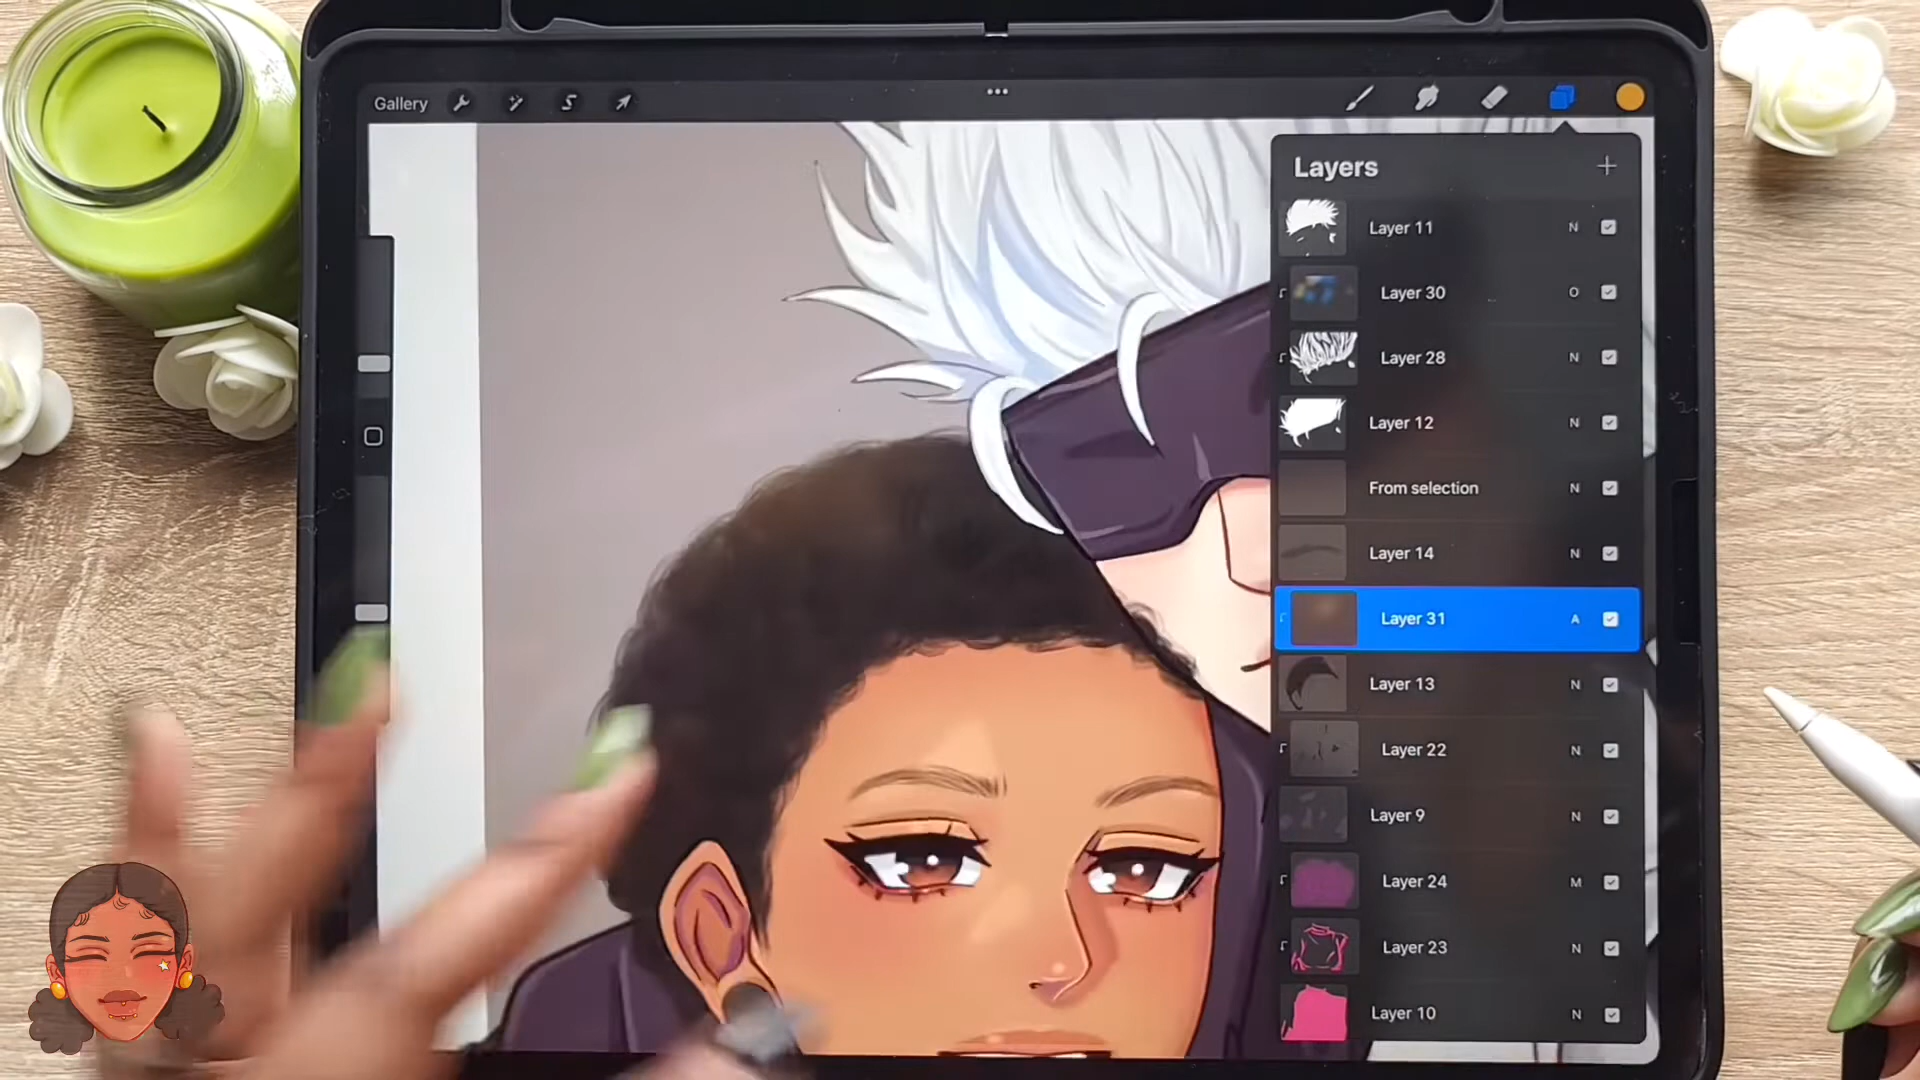 Gallery
Layers
Layer 11 N
Layer 30 O
Layer 28 N
Layer 12 N
From selection N
Layer 14 N
Layer 31 A
Layer 13 N
Layer 22 N
Layer 9 N
Layer 24 M
Layer 23 N
Layer 10 N